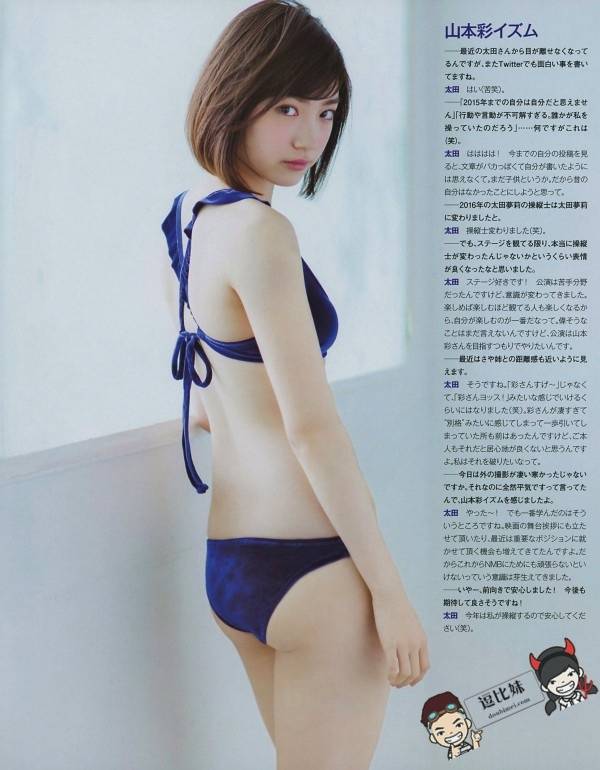 山本彩イズム
──最近の太田さんから目が離せなくなって
るんですが、またTwitterでも面白い事を書い
てますね。
太田　はい(苦笑)。
──「2015年までの自分は自分だと思えませ
ん」「行動や言動が不可解すぎる。誰かが私を
操っていたのだろう」……何ですがこれは
(笑)。
太田　はははは！　今までの自分の投稿を見
ると、文章がバカっぽくて自分が書いたように
は思えなくて。まだ子供というか。だから昔の
自分はなかったことにしようと思って。
──2016年の太田夢莉の操縦士は太田夢莉
に変わりましたと。
太田　操縦士変わりました(笑)。
──でも、ステージを観てる限り、本当に操縦
士が変わったんじゃないかというくらい表情
が良くなったなと思いました。
太田　ステージ好きです！　公演は苦手分野
だったんですけど、意識が変わってきました。
楽しめば楽しむほど観てる人も楽しくなるか
ら、自分が楽しむのが一番だなって。偉そうな
ことはまだ言えないんですけど、公演は山本
彩さんを目指すつもりでやりたいんです。
──最近はさや姉との距離感も近いように見
えます。
太田　そうですね。「彩さんすげ〜」じゃなく
て、「彩さんヨッス！」みたいな感じでいけるく
らいにはなりました(笑)。彩さんが凄すぎて
“別格”みたいに感じてしまって一歩引いてし
まっていた所も前はあったんですけど、ご本
人もそれだと居心地が良くないと思うんです
よ。私はそれを破りたいなって。
──今日は外の撮影が凄い寒かったじゃない
ですか。それなのに全然平気ですって言ってた
んで、山本彩イズムを感じましたよ。
太田　やった〜！　でも一番学んだのはそう
いうところですね。映画の舞台挨拶にも立た
せて頂いたり、最近は重要なポジションに就
かせて頂く機会も増えてきてたんですよ。だ
からこれからNMBにためにも頑張らないとい
けないっていう意識は芽生えてきました。
──いやー、前向きで安心しました！　今後も
期待して良さそうですね！
太田　今年は私が操縦するので安心してくだ
さい(笑)。
逗比妹
doubimei.com